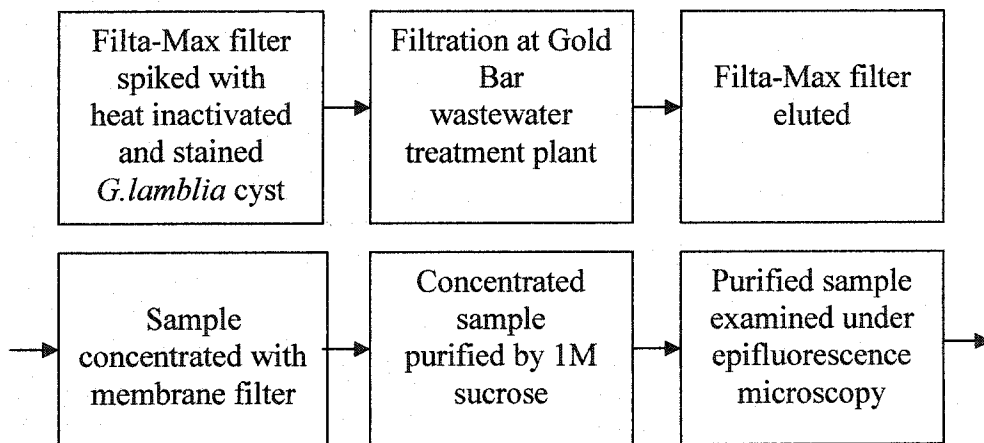 Filta-Max filter
spiked with
heat inactivated
and stained
G.lamblia cyst
Filtration at Gold
Bar
wastewater
treatment plant
Filta-Max filter
eluted
Sample
concentrated with
membrane filter
Concentrated
sample
purified by 1M
sucrose
Purified sample
examined under
epifluorescence
microscopy